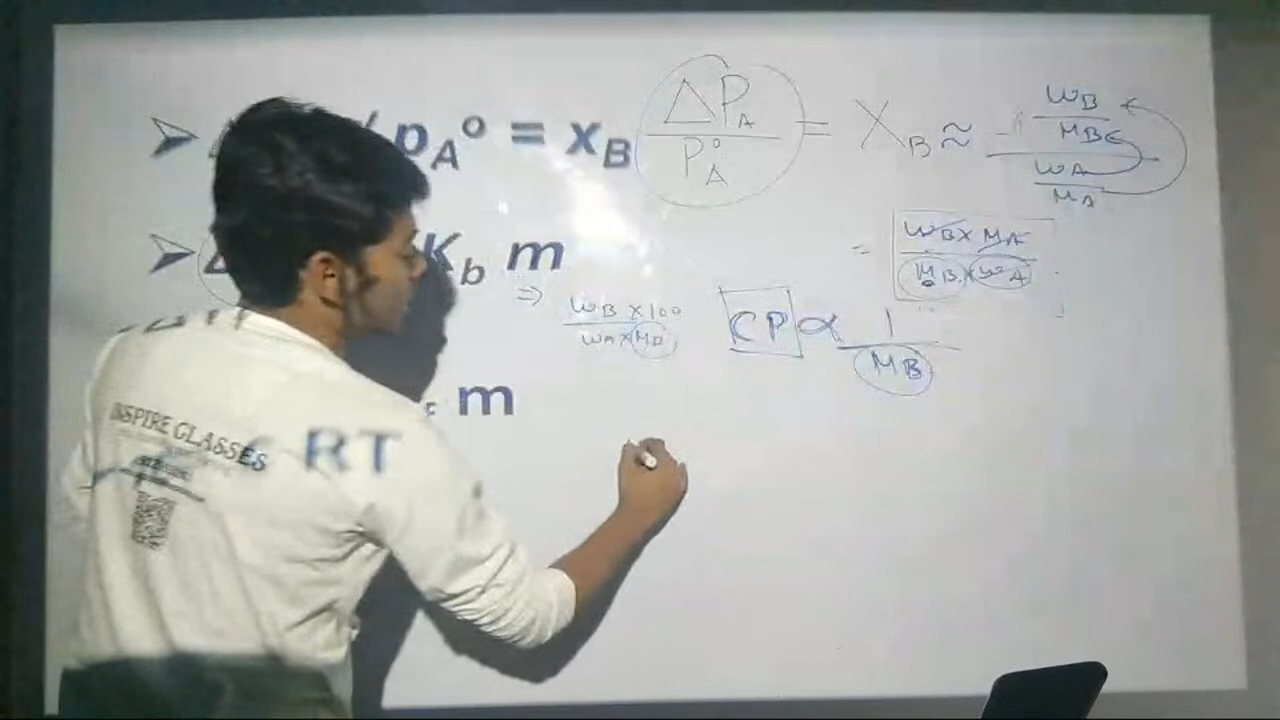 pA° = xB
ΔPA / P°A = XB ≈ WB / MB / WA / MA
Kb m
= WB × MA / MB × WA
⇒ WB × 100 / WA × MB
CP ∝ 1 / MB
m
INSPIRE CLASSES
RT